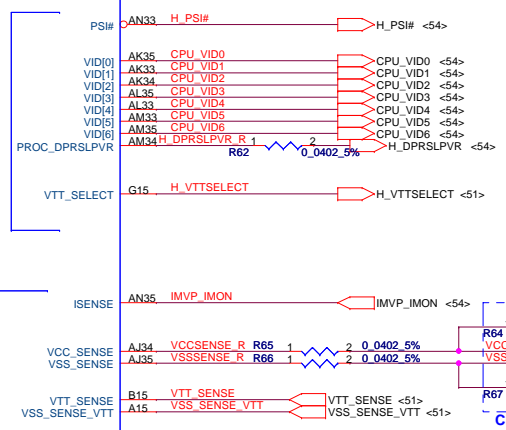 PSI# AN33 H_PSI# H_PSI# <54>
VID[0] AK35 CPU_VID0 CPU_VID0 <54>
VID[1] AK33 CPU_VID1 CPU_VID1 <54>
VID[2] AK34 CPU_VID2 CPU_VID2 <54>
VID[3] AL35 CPU_VID3 CPU_VID3 <54>
VID[4] AL33 CPU_VID4 CPU_VID4 <54>
VID[5] AM33 CPU_VID5 CPU_VID5 <54>
VID[6] AM35 CPU_VID6 CPU_VID6 <54>
PROC_DPRSLPVR AM34 H_DPRSLPVR_R 1 2 H_DPRSLPVR <54>
R62 0_0402_5%
VTT_SELECT G15 H_VTTSELECT H_VTTSELECT <51>
ISENSE AN35 IMVP_IMON IMVP_IMON <54>
R64
VCC_SENSE AJ34 VCCSENSE_R R65 1 2 0_0402_5% VCC
VSS_SENSE AJ35 VSSSENSE_R R66 1 2 0_0402_5% VSS
R67
VTT_SENSE B15 VTT_SENSE VTT_SENSE <51>
VSS_SENSE_VTT A15 VSS_SENSE_VTT VSS_SENSE_VTT <51>
C